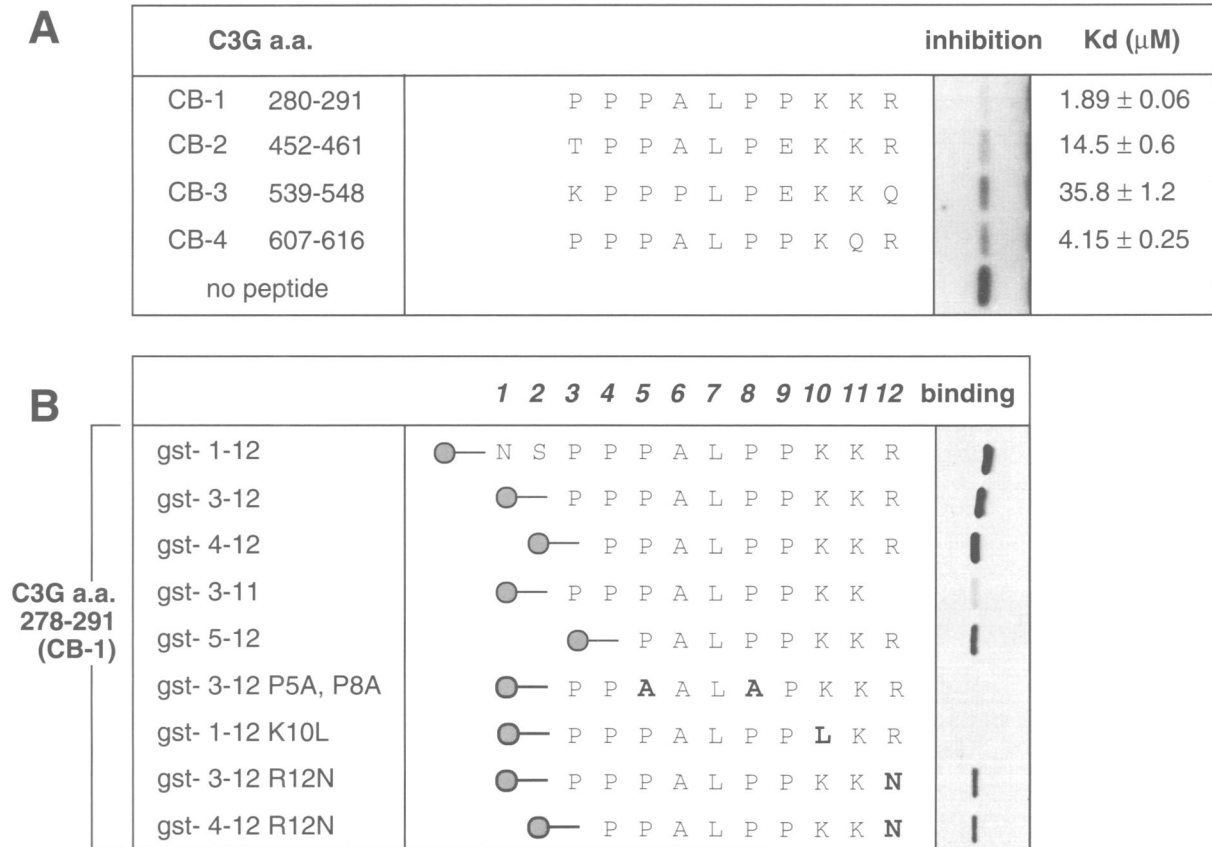 A
C3G a.a. inhibition Kd (μM)
CB-1 280-291 P P P A L P P K K R 1.89 ± 0.06
CB-2 452-461 T P P A L P E K K R 14.5 ± 0.6
CB-3 539-548 K P P P L P E K K Q 35.8 ± 1.2
CB-4 607-616 P P P A L P P K Q R 4.15 ± 0.25
no peptide
B
1 2 3 4 5 6 7 8 9 10 11 12 binding
gst- 1-12 N S P P P A L P P K K R
gst- 3-12 P P P A L P P K K R
gst- 4-12 P P A L P P K K R
gst- 3-11 P P P A L P P K K
gst- 5-12 P A L P P K K R
gst- 3-12 P5A, P8A P P A A L A P K K R
gst- 1-12 K10L P P P A L P P L K R
gst- 3-12 R12N P P P A L P P K K N
gst- 4-12 R12N P P A L P P K K N
C3G a.a.
278-291
(CB-1)